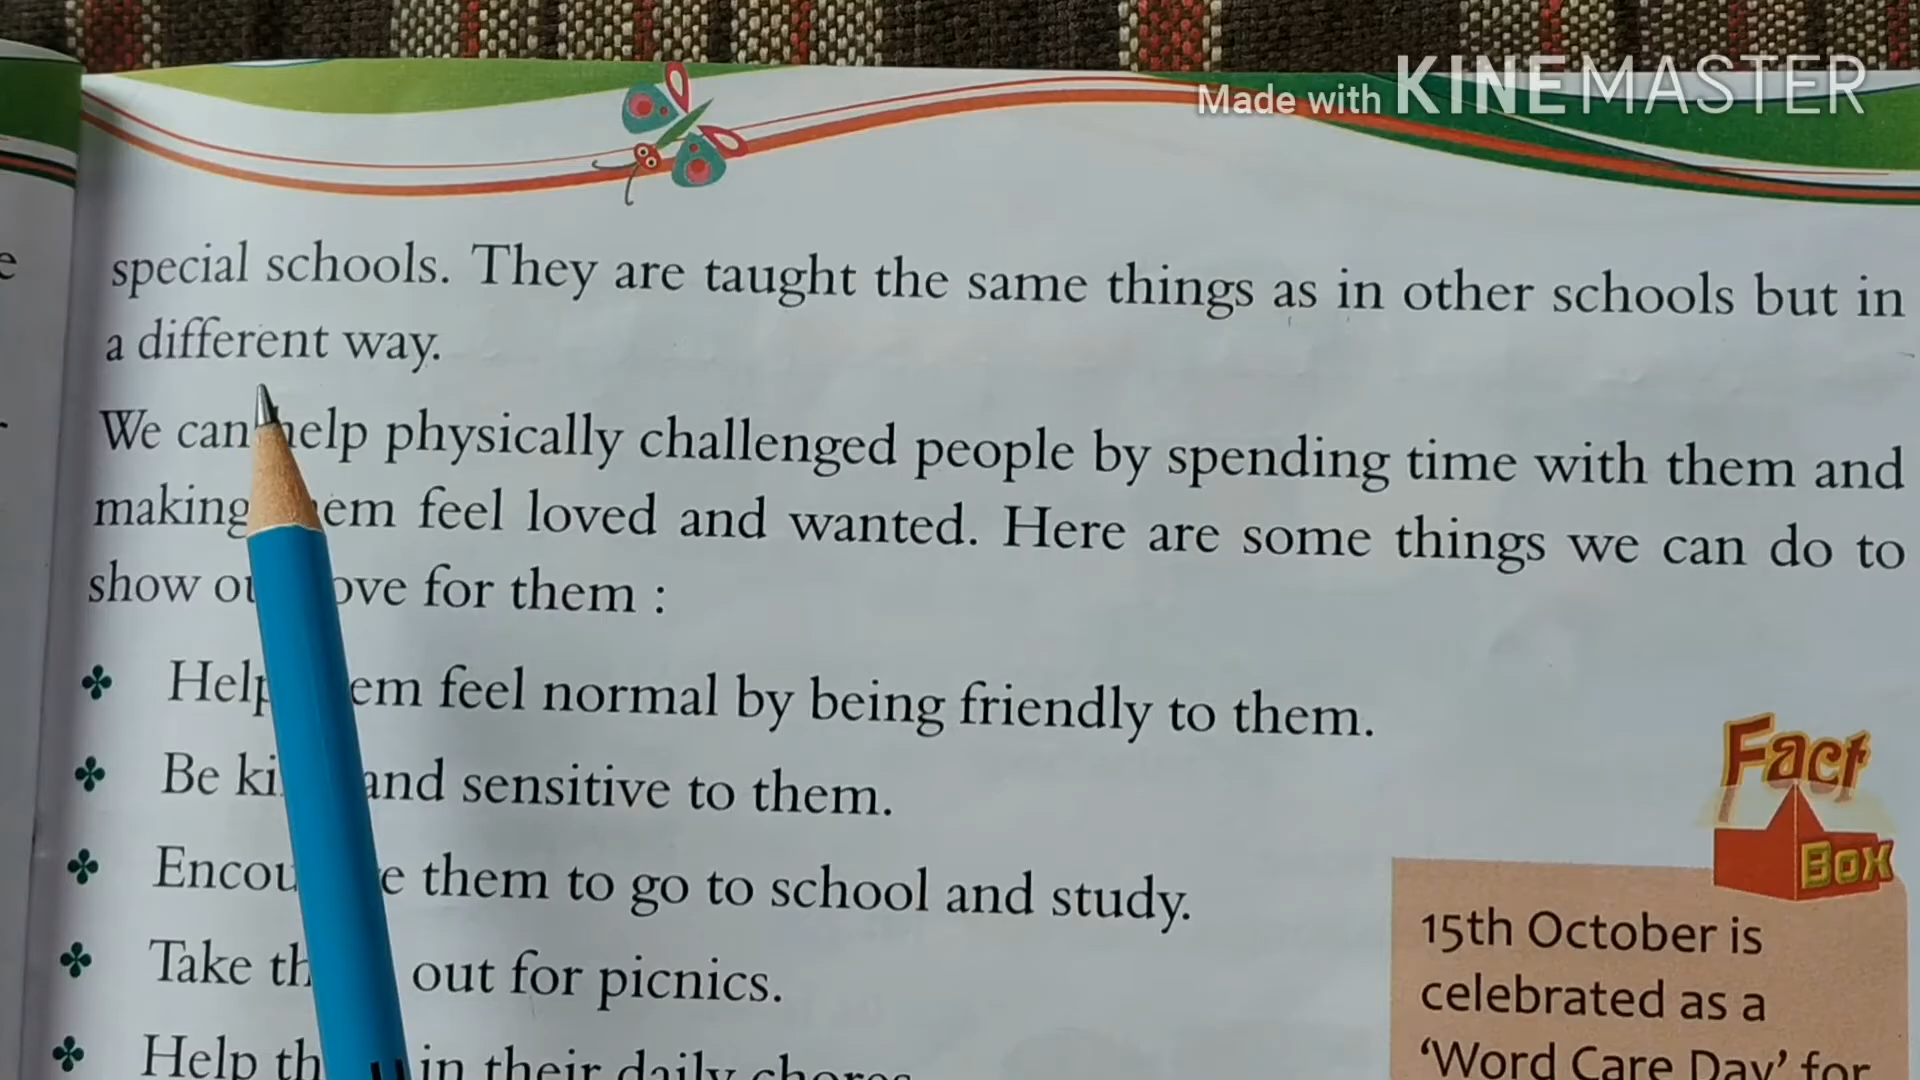 Made with KINEMASTER
special schools. They are taught the same things as in other schools but in
a different way.
We can help physically challenged people by spending time with them and
making them feel loved and wanted. Here are some things we can do to
show our love for them :
Help them feel normal by being friendly to them.
Be kind and sensitive to them.
Encourage them to go to school and study.
Take them out for picnics.
Help them in their daily chores
Fact
Box
15th October is
celebrated as a
‘Word Care Day’ for